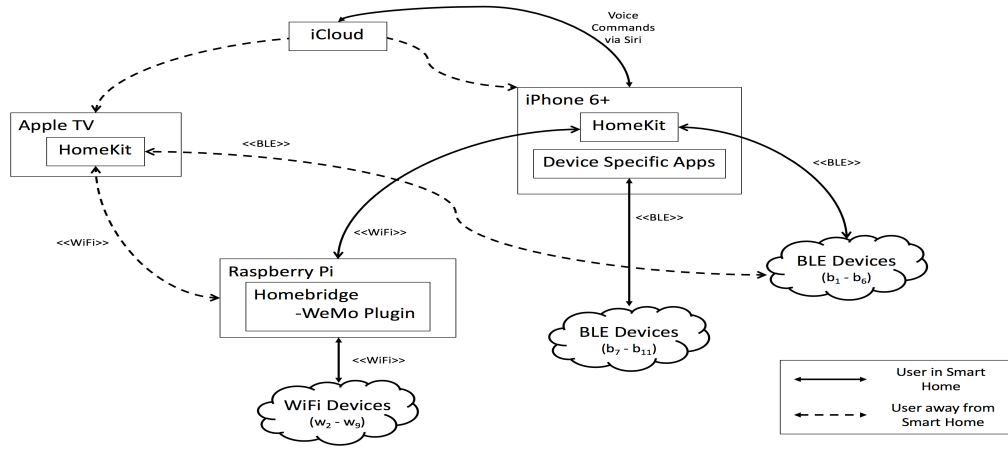 Voice
Commands
via Siri
iCloud
iPhone 6+
HomeKit
Device Specific Apps
Apple TV
HomeKit
<<BLE>>
<<BLE>>
<<BLE>>
<<WiFi>>
<<WiFi>>
BLE Devices
(b₁ - b₆)
Raspberry Pi
Homebridge
-WeMo Plugin
BLE Devices
(b₇ - b₁₁)
<<WiFi>>
WiFi Devices
(w₂ - w₉)
User in Smart
Home
User away from
Smart Home